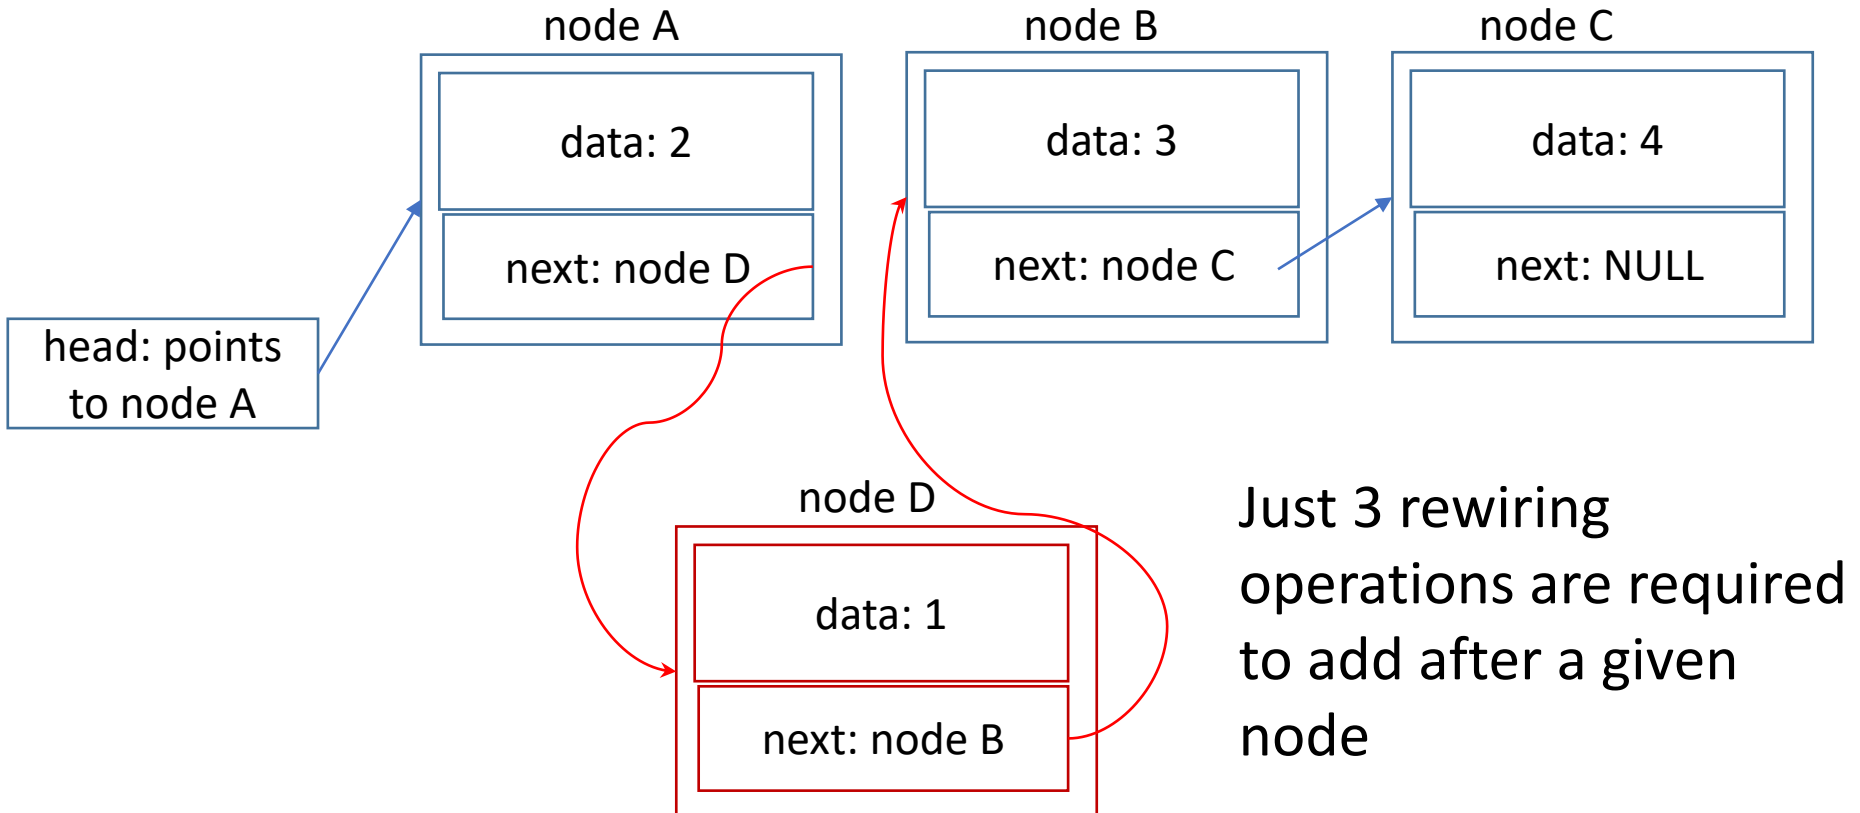 node A
node B
node C
data: 2
data: 3
data: 4
next: node D
next: node C
next: NULL
head: points
to node A
node D
data: 1
next: node B
Just 3 rewiring
operations are required
to add after a given
node